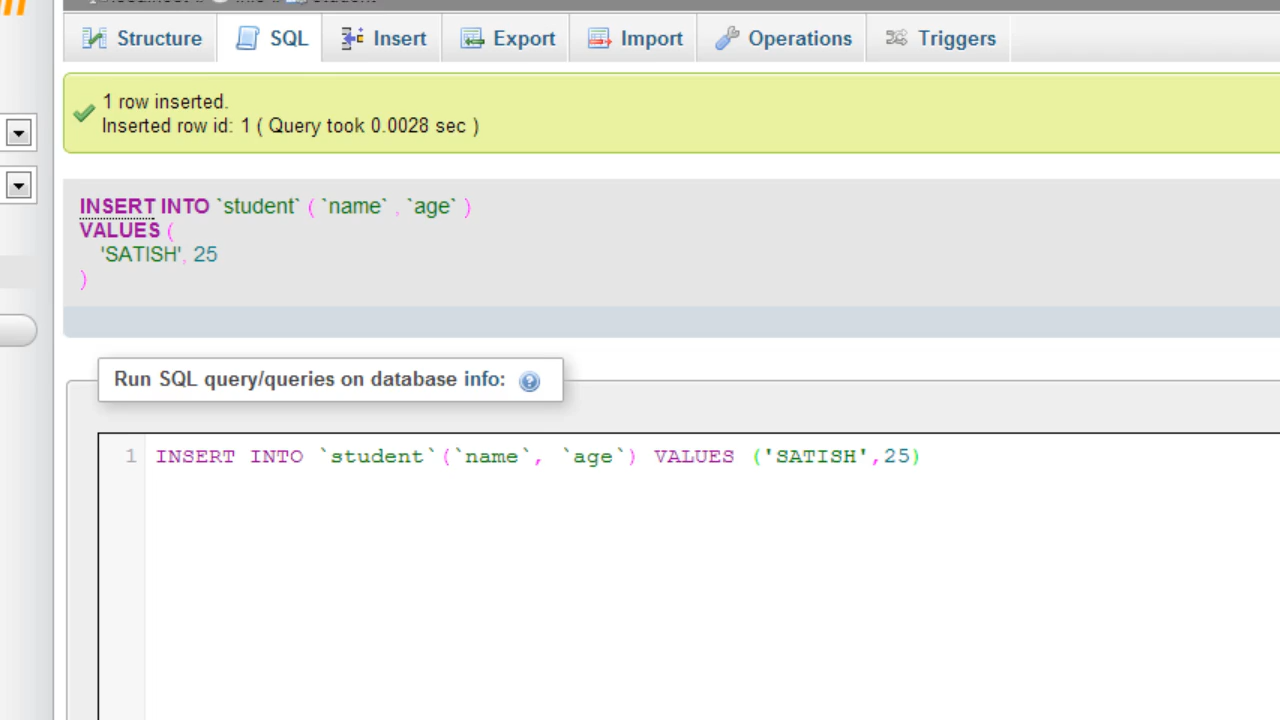 Structure SQL Insert Export Import Operations Triggers
1 row inserted.
Inserted row id: 1 ( Query took 0.0028 sec )
INSERT INTO `student` ( `name` , `age` )
VALUES (
'SATISH', 25
)
Run SQL query/queries on database info:
1 INSERT INTO `student`(`name`, `age`) VALUES ('SATISH',25)